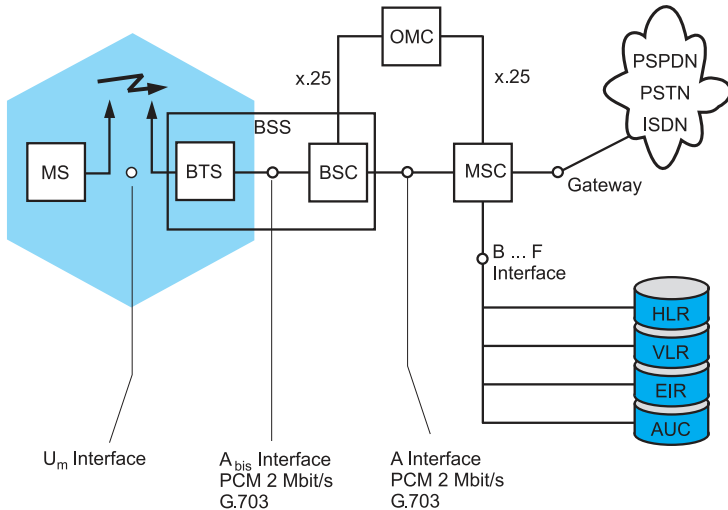 OMC
x.25
x.25
PSPDN
PSTN
ISDN
BSS
MS
BTS
BSC
MSC
Gateway
B ... F
Interface
HLR
VLR
EIR
AUC
Um Interface
Abis Interface
PCM 2 Mbit/s
G.703
A Interface
PCM 2 Mbit/s
G.703